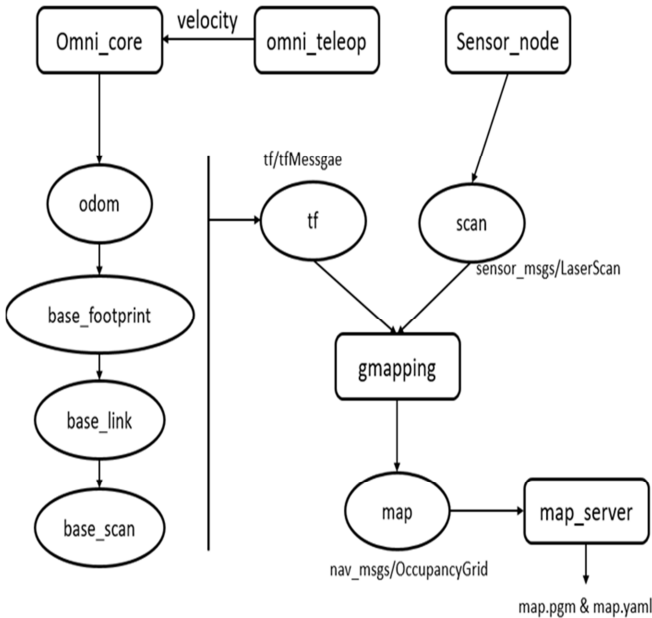 Omni_core
velocity
omni_teleop
Sensor_node
odom
base_footprint
base_link
base_scan
tf/tfMessgae
tf
scan
sensor_msgs/LaserScan
gmapping
map
nav_msgs/OccupancyGrid
map_server
map.pgm & map.yaml